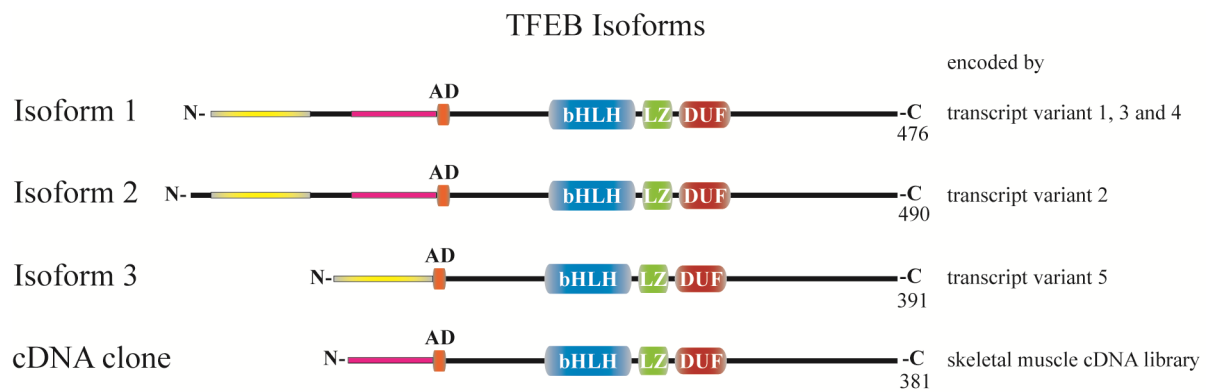 TFEB Isoforms
encoded by
AD
Isoform 1 N- bHLH LZ DUF -C transcript variant 1, 3 and 4
476
AD
Isoform 2 N- bHLH LZ DUF -C transcript variant 2
490
AD
Isoform 3 N- bHLH LZ DUF -C transcript variant 5
391
AD
cDNA clone N- bHLH LZ DUF -C skeletal muscle cDNA library
381